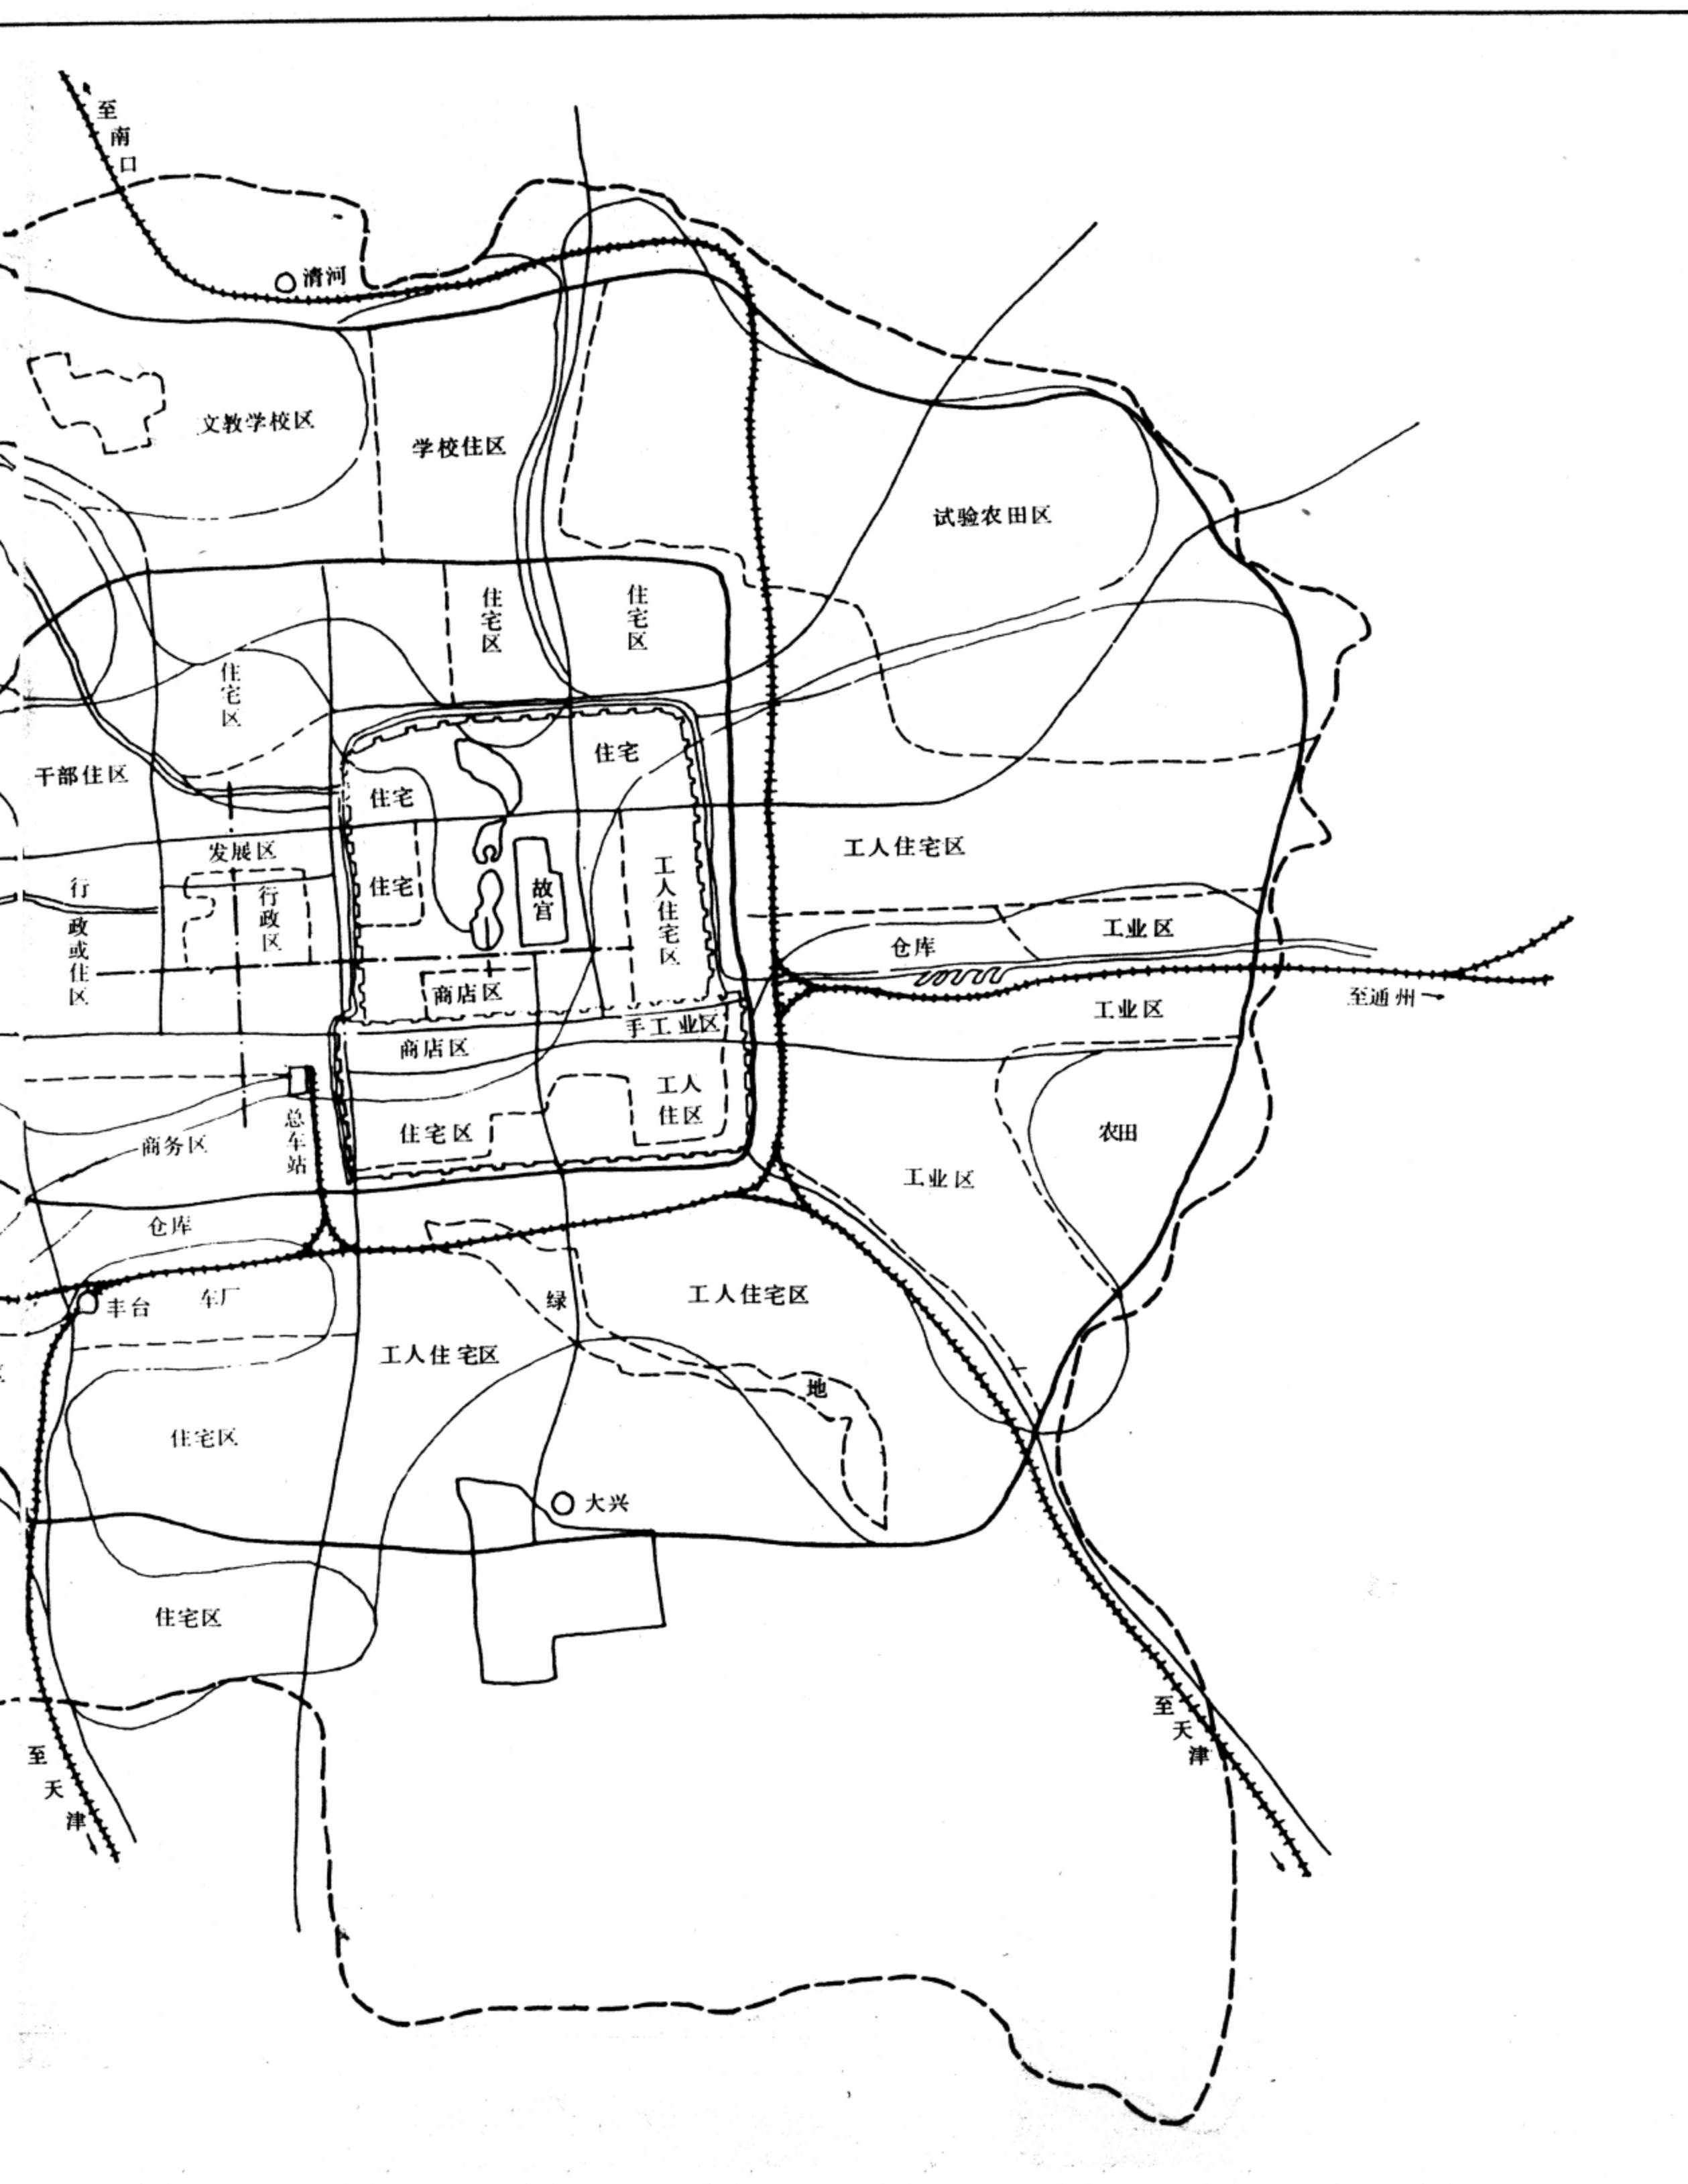 至南口
清河
文教学校区
学校住区
试验农田区
住宅区
住宅区
住宅区
住宅
干部住区
住宅
工人住宅区
发展区
行政或住区
行政区
住宅
故宫
工人住宅区
工业区
仓库
商店区
至通州
工业区
手工业区
商店区
总车站
工人
住区
住宅区
农田
商务区
工业区
仓库
丰台
车厂
绿地
工人住宅区
工人住宅区
住宅区
大兴
住宅区
至天津
至天津